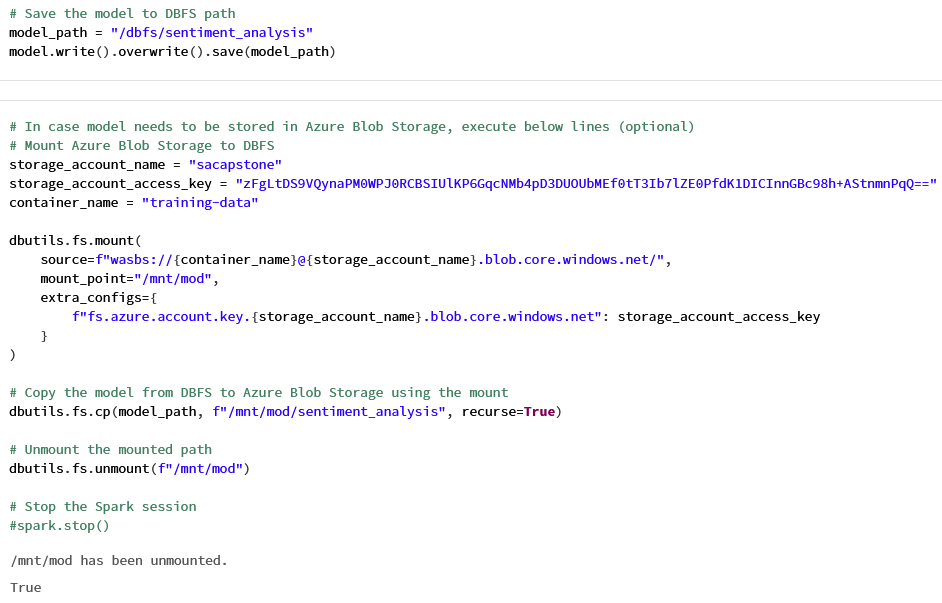 # Save the model to DBFS path
model_path = "/dbfs/sentiment_analysis"
model.write().overwrite().save(model_path)
# In case model needs to be stored in Azure Blob Storage, execute below lines (optional)
# Mount Azure Blob Storage to DBFS
storage_account_name = "sacapstone"
storage_account_access_key = "zFgLtDS9VQynaPM0WPJ0RCBSIUlKP6GqcNMb4pD3DUOUbMEf0tT3Ib7lZE0PfdK1DICInnGBc98h+AStnmnPqQ=="
container_name = "training-data"
dbutils.fs.mount(
    source=f"wasbs://{container_name}@{storage_account_name}.blob.core.windows.net/",
    mount_point="/mnt/mod",
    extra_configs={
        f"fs.azure.account.key.{storage_account_name}.blob.core.windows.net": storage_account_access_key
    }
)
# Copy the model from DBFS to Azure Blob Storage using the mount
dbutils.fs.cp(model_path, f"/mnt/mod/sentiment_analysis", recurse=True)
# Unmount the mounted path
dbutils.fs.unmount(f"/mnt/mod")
# Stop the Spark session
#spark.stop()
/mnt/mod has been unmounted.
True